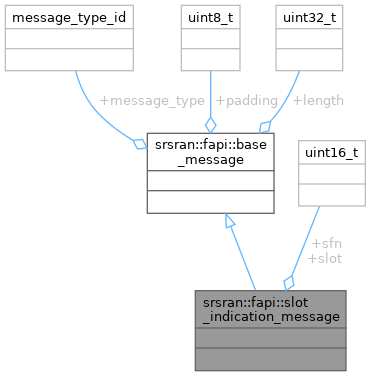 message_type_id
uint8_t
uint32_t
+message_type
+padding
+length
srsran::fapi::base
_message
uint16_t
+sfn
+slot
srsran::fapi::slot
_indication_message